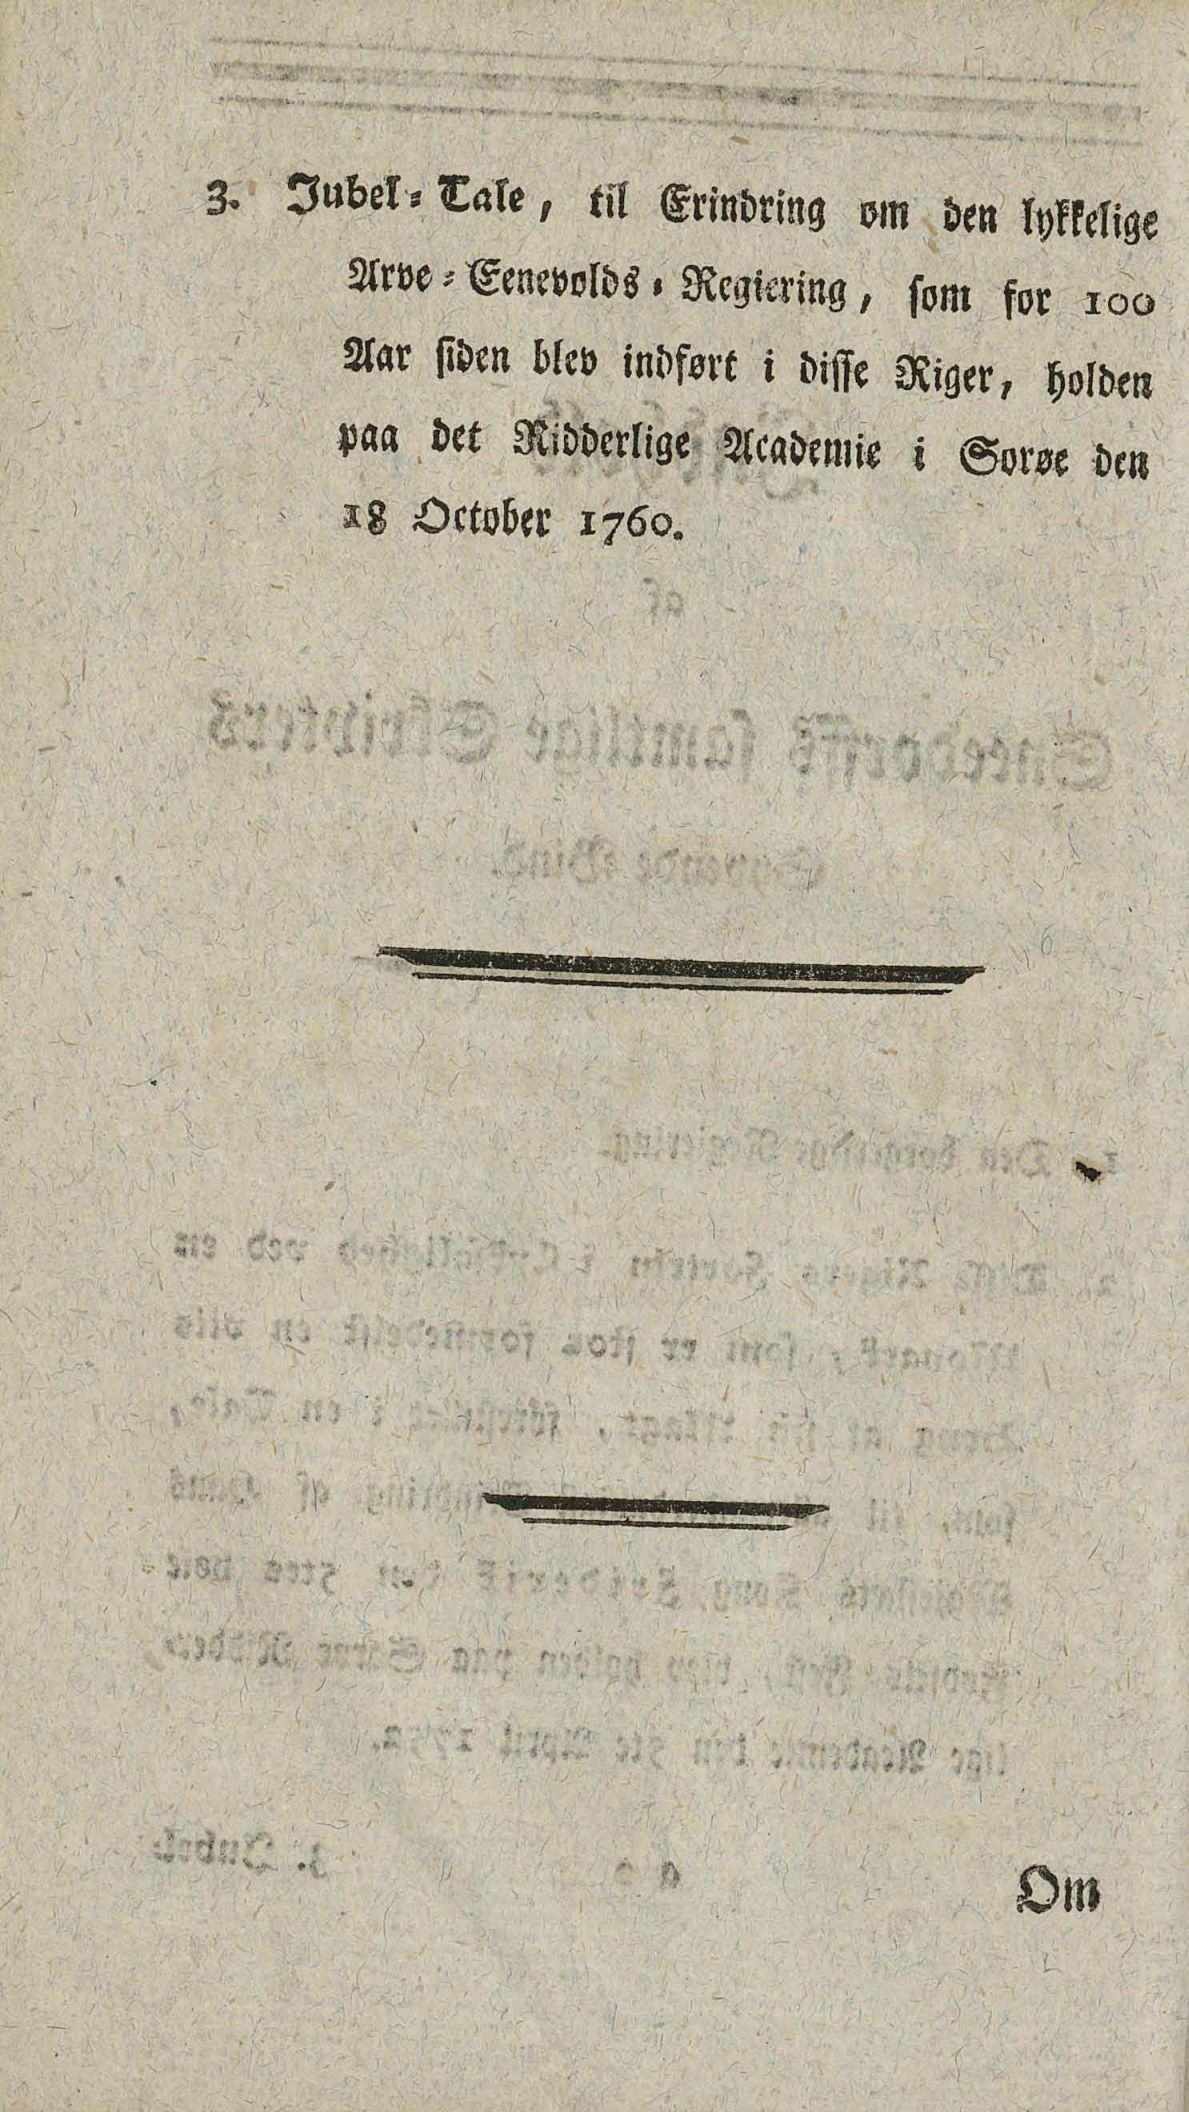 3. Jubel-Tale, til Erindring om den lykkelige
Arve-Eenevolds-Regiering, som for 100
Aar siden blev indført i disse Riger, holden
paa det Ridderlige Academie i Sorøe den
18 October 1760.
Om